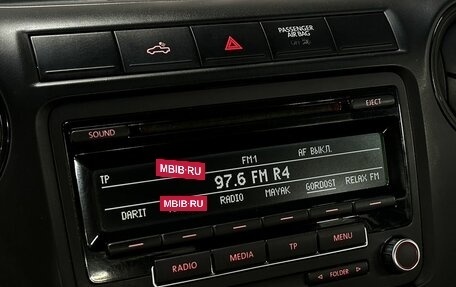 PASSENGER
AIR BAG
OFF
EJECT
SOUND
FM1 AF ВЫКЛ.
TP MBIB·RU
97.6 FM R4
DARIT MBIB·RU RADIO MAYAK GORDOST RELAX FM
RADIO MEDIA TP MENU
FOLDER